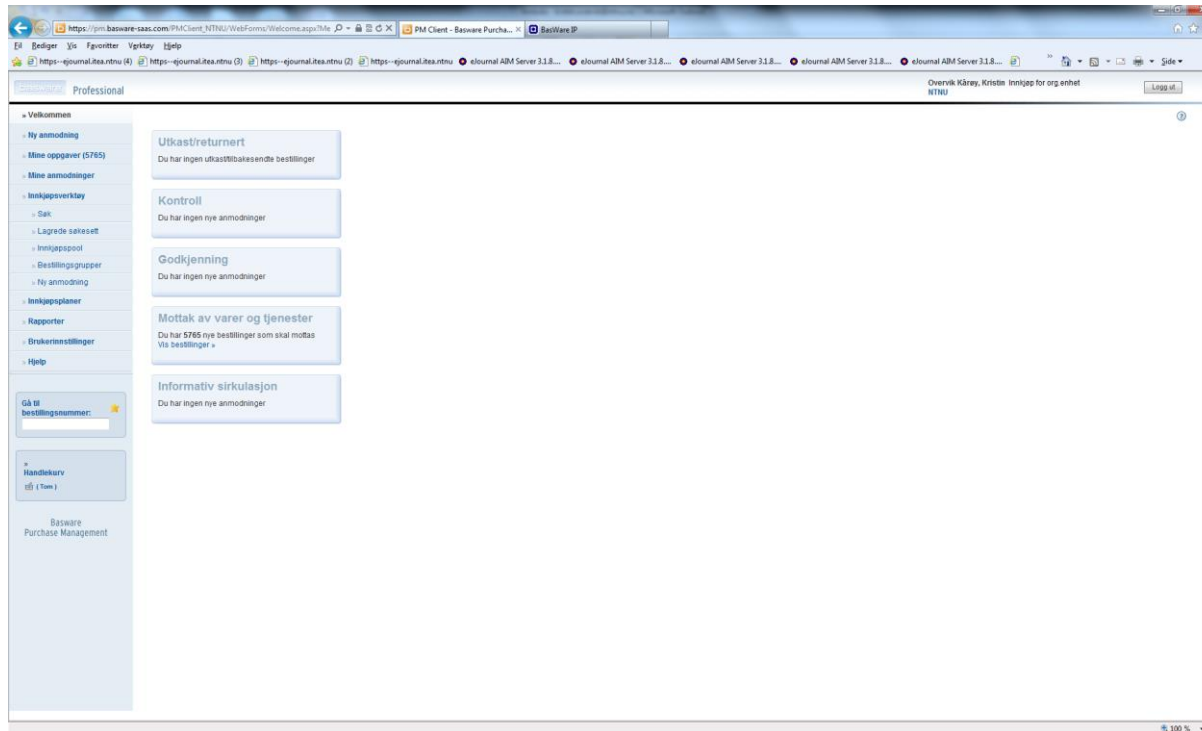 https://pm.basware-saas.com/PMClient_NTNU/WebForms/Welcome.aspx?Me
PM Client - Basware Purcha...
BasWare IP
Fil Rediger Vis Favoritter Verktøy Hjelp
https--ejournal.itea.ntnu (4) https--ejournal.itea.ntnu (3) https--ejournal.itea.ntnu (2) https--ejournal.itea.ntnu eJournal AIM Server 3.1.8.... eJournal AIM Server 3.1.8.... eJournal AIM Server 3.1.8.... eJournal AIM Server 3.1.8.... eJournal AIM Server 3.1.8.... Side
Professional
Overvik Kårøy, Kristin Innkjøp for org.enhet
NTNU
Logg ut
» Velkommen
» Ny anmodning
» Mine oppgaver (5765)
» Mine anmodninger
» Innkjøpsverktøy
» Søk
» Lagrede søkesett
» Innkjøpspool
» Bestillingsgrupper
» Ny anmodning
» Innkjøpsplaner
» Rapporter
» Brukerinnstillinger
» Hjelp
Gå til
bestillingsnummer:
»
Handlekurv
( Tom )
Basware
Purchase Management
Utkast/returnert
Du har ingen utkast/tilbakesendte bestillinger
Kontroll
Du har ingen nye anmodninger
Godkjenning
Du har ingen nye anmodninger
Mottak av varer og tjenester
Du har 5765 nye bestillinger som skal mottas
Vis bestillinger »
Informativ sirkulasjon
Du har ingen nye anmodninger
100 %